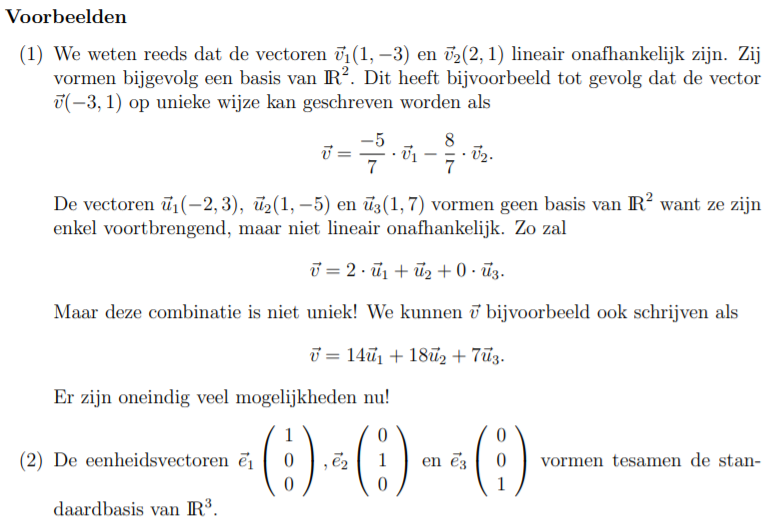 Voorbeelden
(1) We weten reeds dat de vectoren $\vec{v}_1(1, -3)$ en $\vec{v}_2(2, 1)$ lineair onafhankelijk zijn. Zij
vormen bijgevolg een basis van $\mathbb{R}^2$. Dit heeft bijvoorbeeld tot gevolg dat de vector
$\vec{v}(-3, 1)$ op unieke wijze kan geschreven worden als
$\vec{v} = \frac{-5}{7} \cdot \vec{v}_1 - \frac{8}{7} \cdot \vec{v}_2.$
De vectoren $\vec{u}_1(-2, 3)$, $\vec{u}_2(1, -5)$ en $\vec{u}_3(1, 7)$ vormen geen basis van $\mathbb{R}^2$ want ze zijn
enkel voortbrengend, maar niet lineair onafhankelijk. Zo zal
$\vec{v} = 2 \cdot \vec{u}_1 + \vec{u}_2 + 0 \cdot \vec{u}_3.$
Maar deze combinatie is niet uniek! We kunnen $\vec{v}$ bijvoorbeeld ook schrijven als
$\vec{v} = 14\vec{u}_1 + 18\vec{u}_2 + 7\vec{u}_3.$
Er zijn oneindig veel mogelijkheden nu!
(2) De eenheidsvectoren $\vec{e}_1 \begin{pmatrix} 1 \\ 0 \\ 0 \end{pmatrix}, \vec{e}_2 \begin{pmatrix} 0 \\ 1 \\ 0 \end{pmatrix}$ en $\vec{e}_3 \begin{pmatrix} 0 \\ 0 \\ 1 \end{pmatrix}$ vormen tesamen de stan-
daardbasis van $\mathbb{R}^3$.